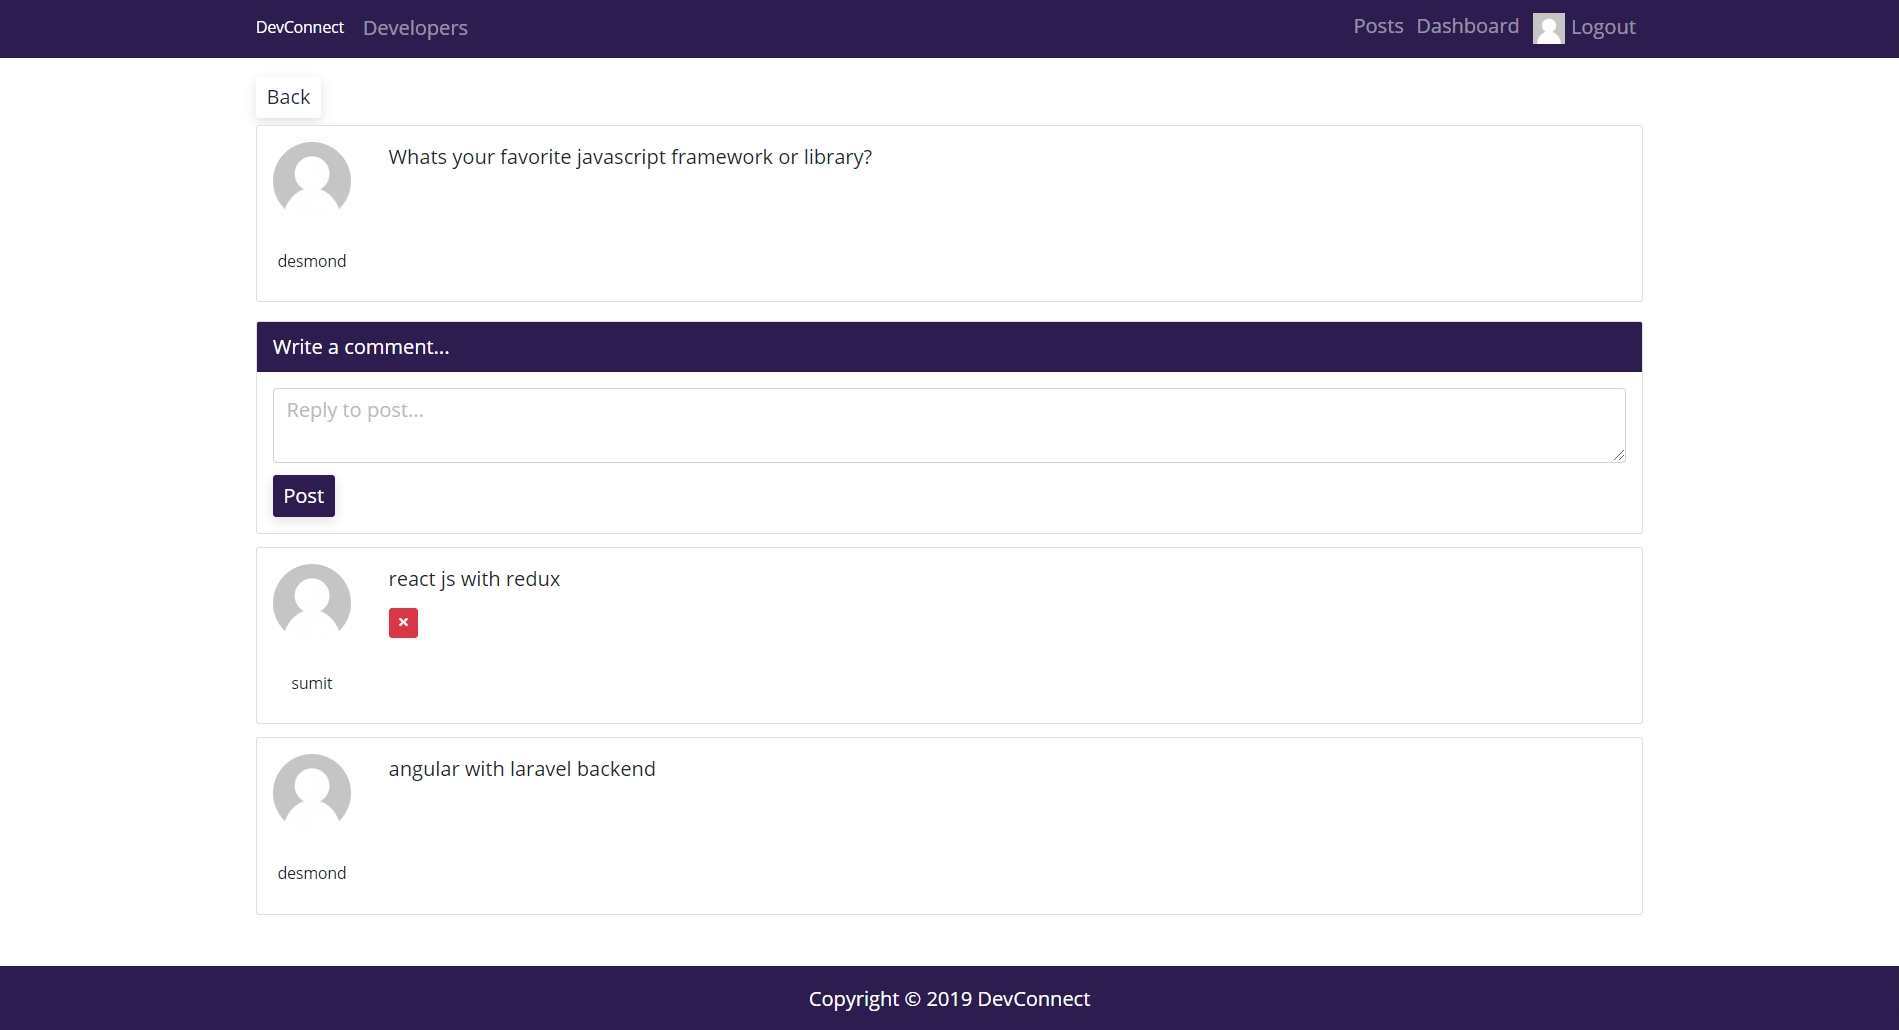 DevConnect Developers Posts Dashboard Logout
Back
Whats your favorite javascript framework or library?
desmond
Write a comment...
Reply to post...
Post
react js with redux
sumit
angular with laravel backend
desmond
Copyright © 2019 DevConnect